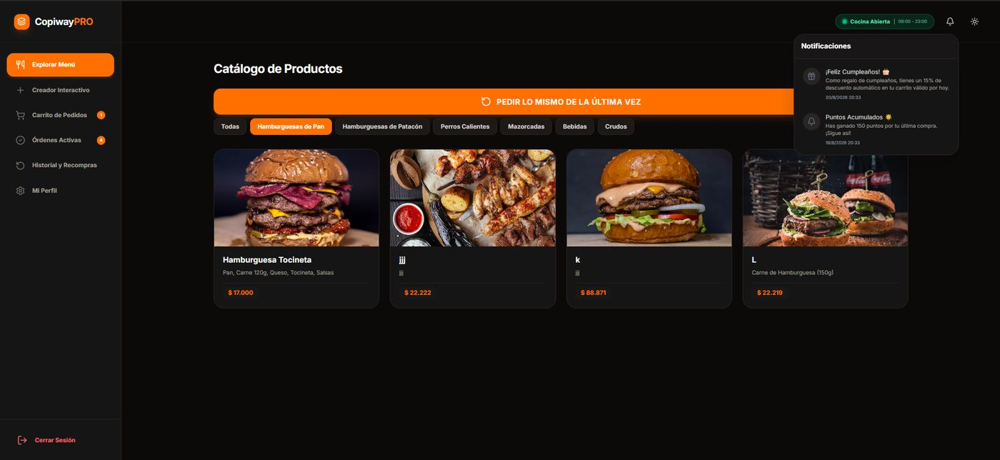 CopiwayPRO
Cocina Abierta | 08:00 - 23:00
Explorar Menú
Creador Interactivo
Carrito de Pedidos 1
Órdenes Activas 4
Historial y Recompras
Mi Perfil
Cerrar Sesión
Notificaciones
¡Feliz Cumpleaños! 🎂
Como regalo de cumpleaños, tienes un 15% de
descuento automático en tu carrito válido por hoy.
20/8/2026 20:33
Puntos Acumulados 🌟
Has ganado 150 puntos por tu última compra.
¡Sigue así!
19/8/2026 20:33
Catálogo de Productos
PEDIR LO MISMO DE LA ÚLTIMA VEZ
Todas
Hamburguesas de Pan
Hamburguesas de Patacón
Perros Calientes
Mazorcadas
Bebidas
Crudos
Hamburguesa Tocineta
Pan, Carne 120g, Queso, Tocineta, Salsas
$ 17.000
jjj
jjj
$ 22.222
k
jjj
$ 88.871
Coca-Cola
L
Carne de Hamburguesa (150g)
$ 22.219